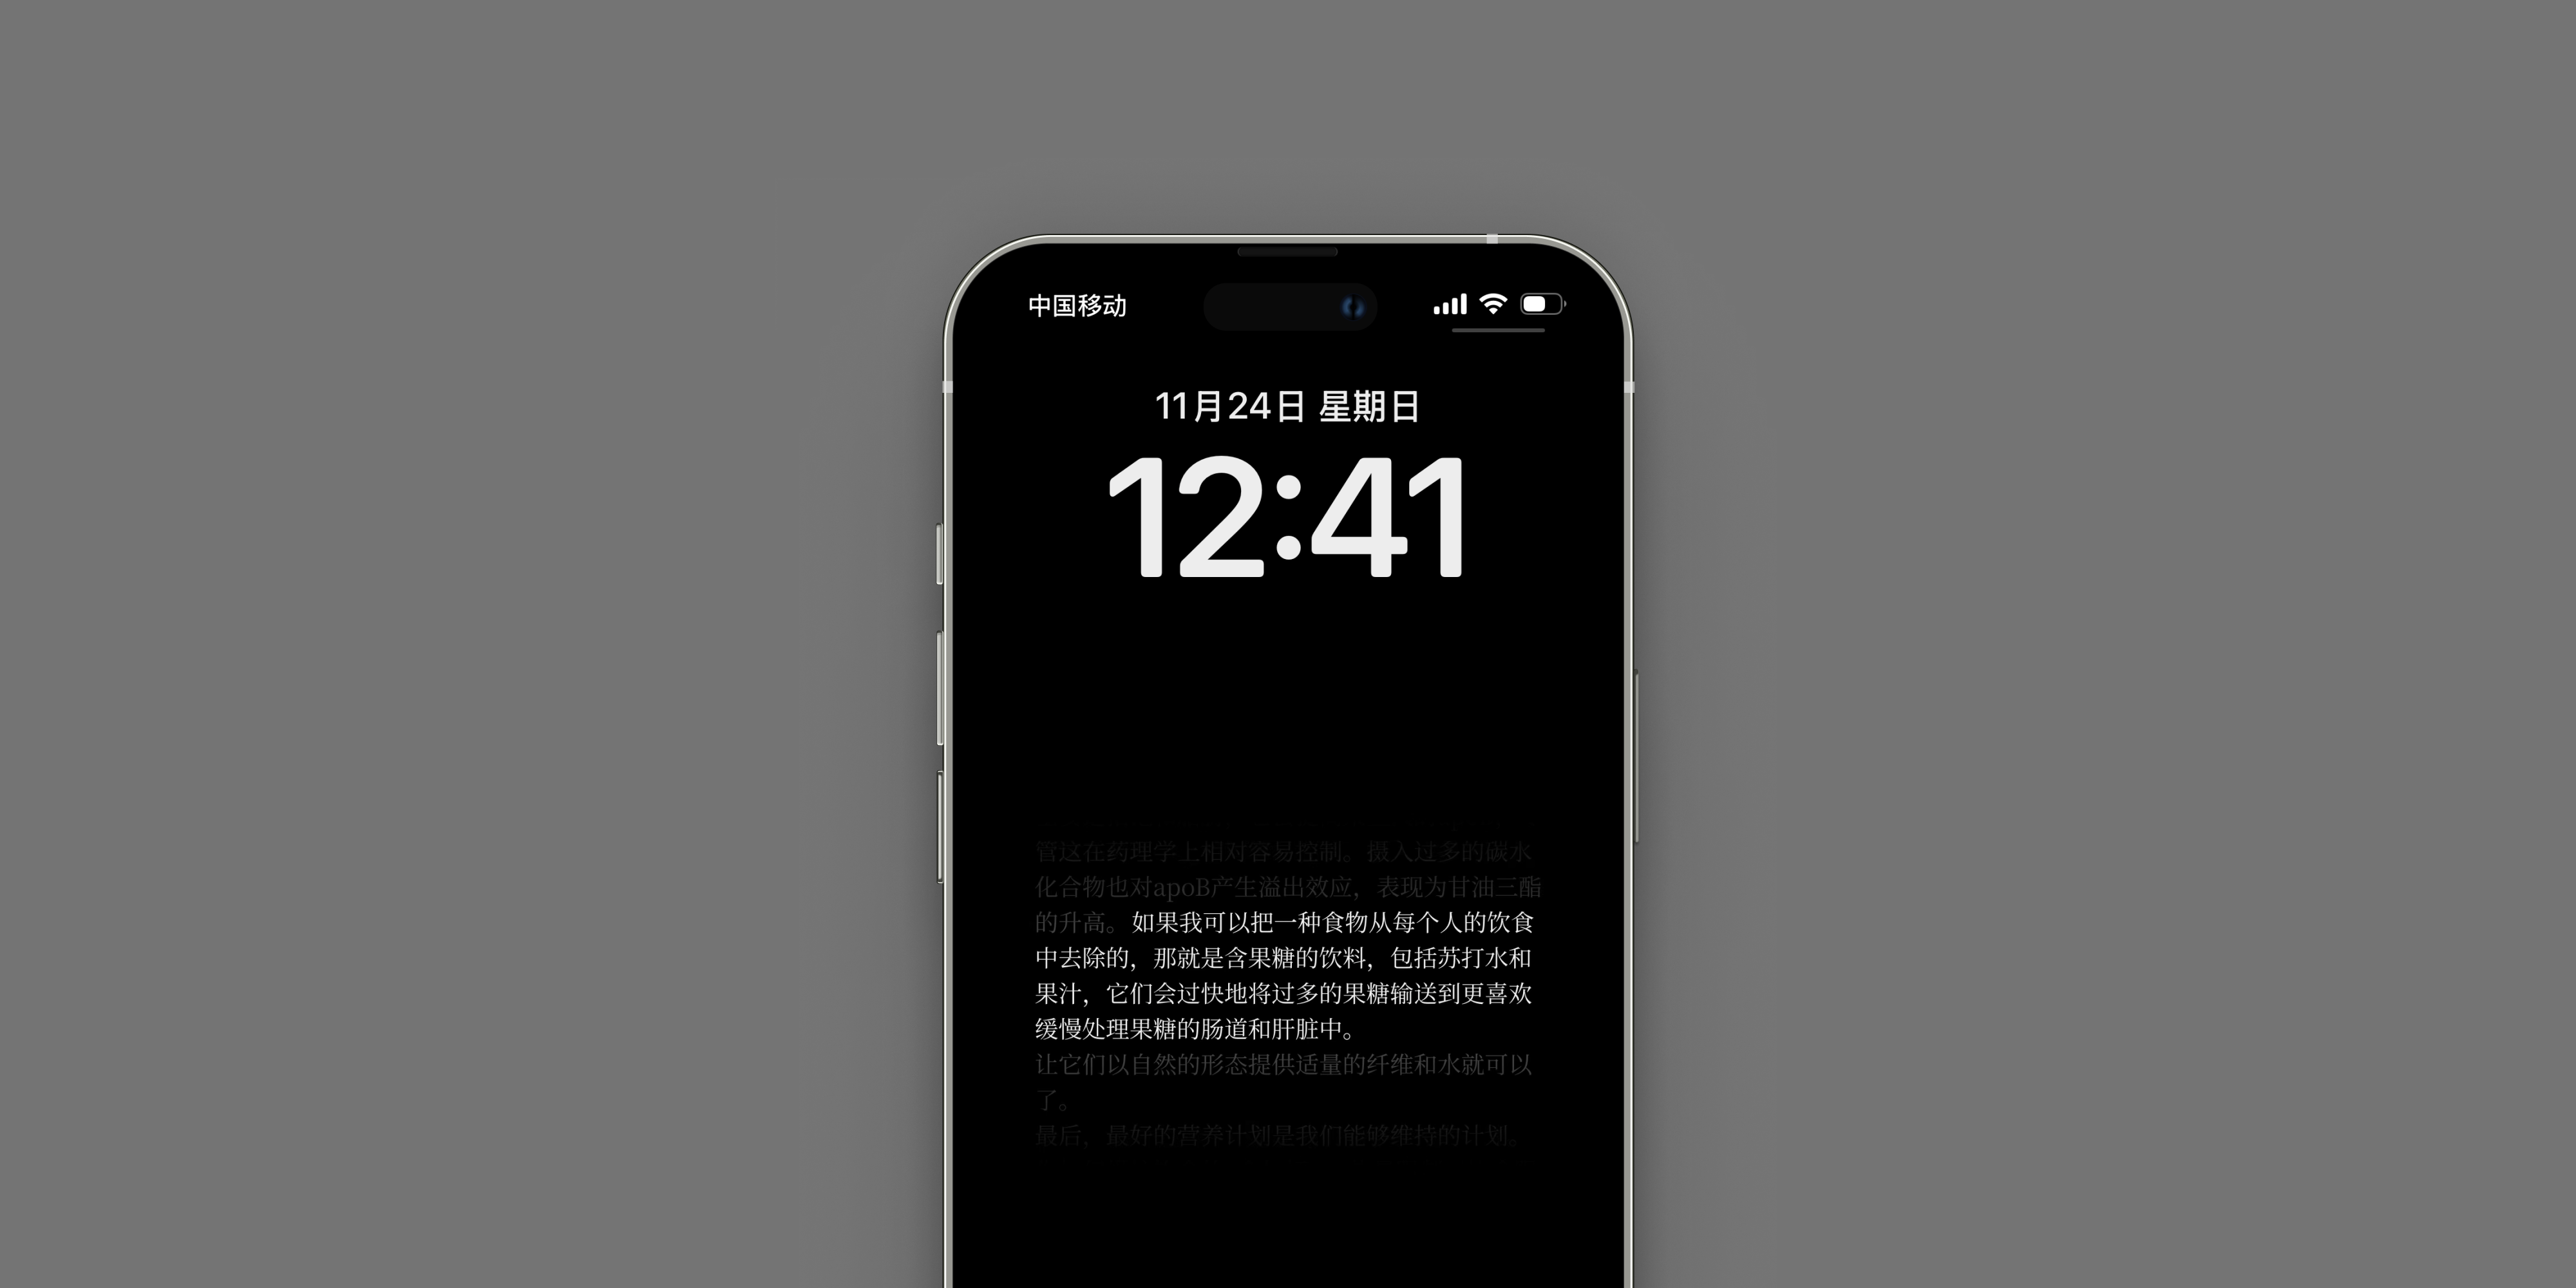 中国移动
11月24日 星期日
12:41
管这在药理学上相对容易控制。摄入过多的碳水
化合物也对apoB产生溢出效应，表现为甘油三酯
的升高。如果我可以把一种食物从每个人的饮食
中去除的，那就是含果糖的饮料，包括苏打水和
果汁，它们会过快地将过多的果糖输送到更喜欢
缓慢处理果糖的肠道和肝脏中。
让它们以自然的形态提供适量的纤维和水就可以
了。
最后，最好的营养计划是我们能够维持的计划。